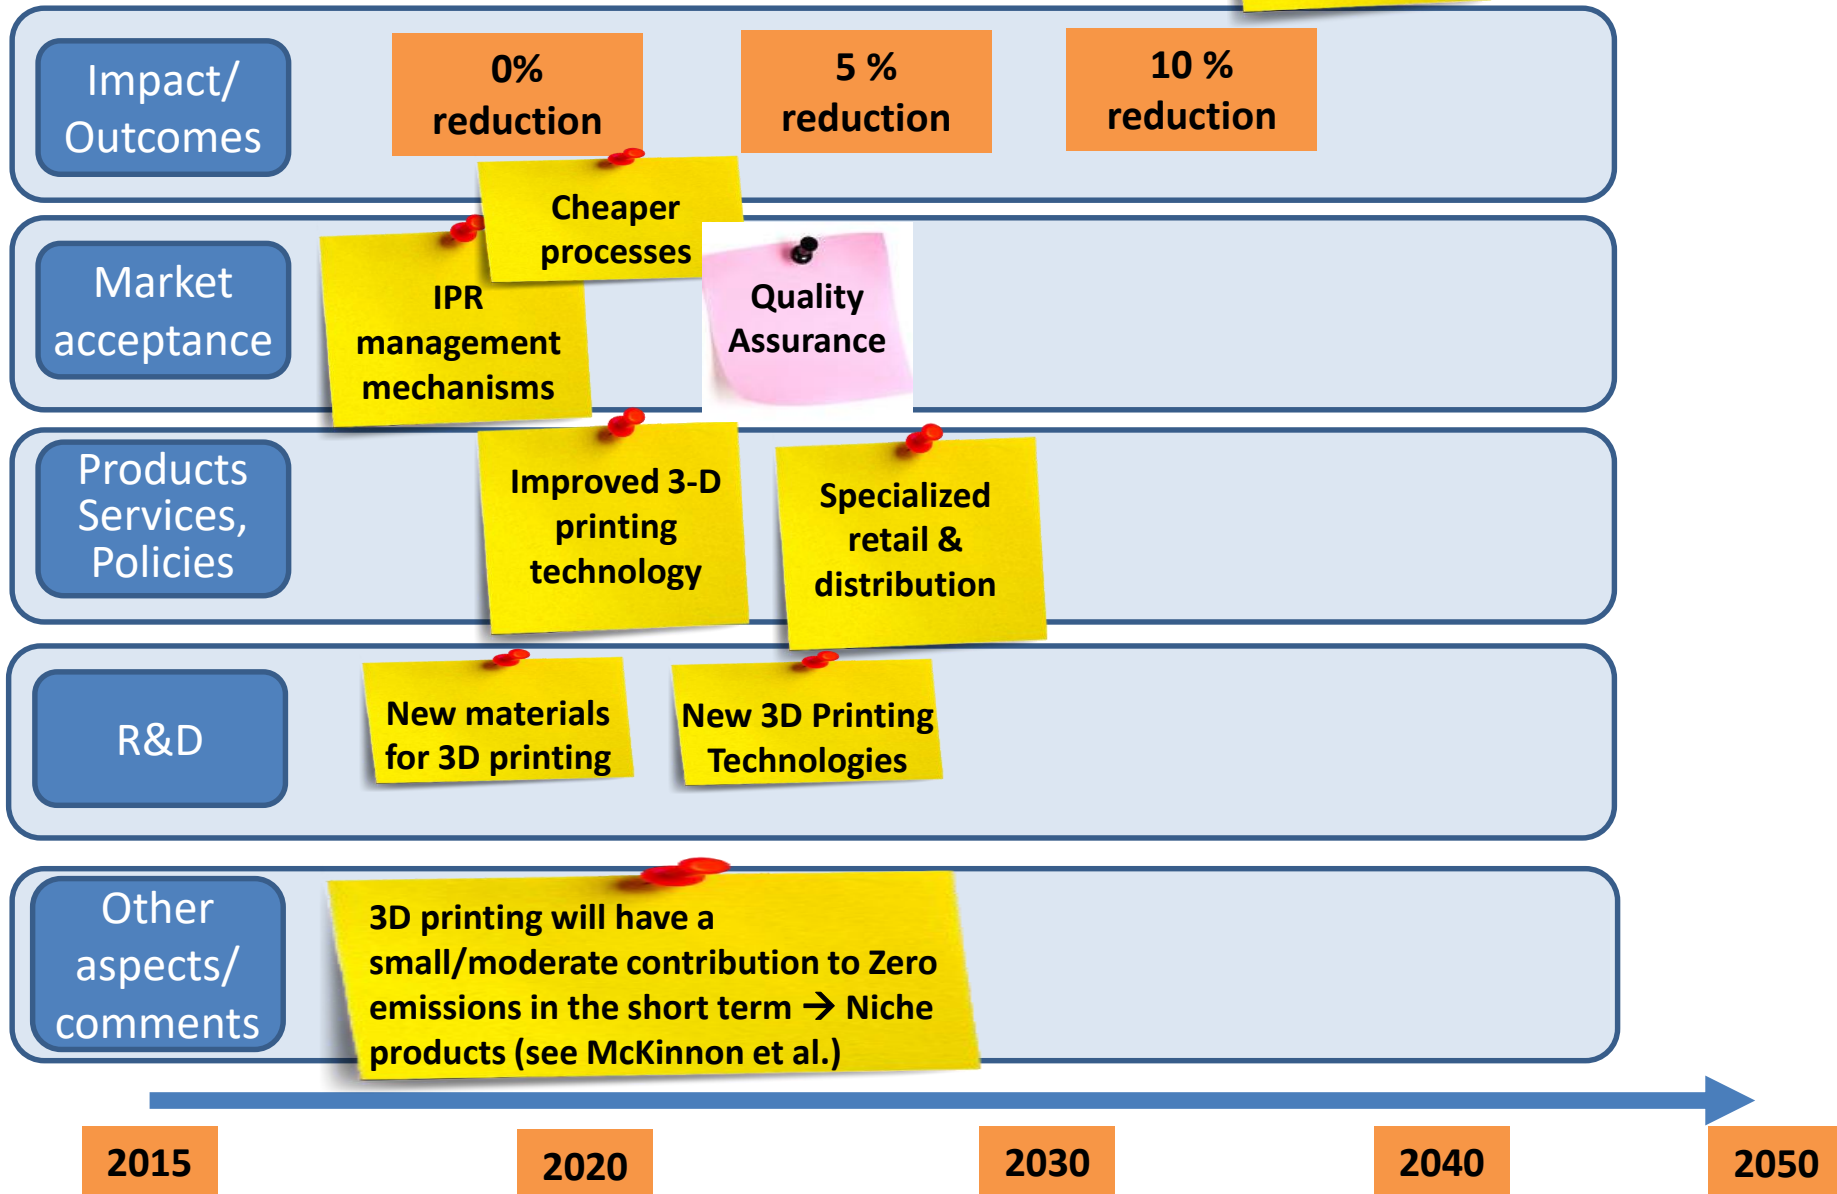 Impact/
Outcomes
0%
reduction
5 %
reduction
10 %
reduction
Market
acceptance
Cheaper
processes
IPR
management
mechanisms
Quality
Assurance
Products
Services,
Policies
Improved 3-D
printing
technology
Specialized
retail &
distribution
R&D
New materials
for 3D printing
New 3D Printing
Technologies
Other
aspects/
comments
3D printing will have a
small/moderate contribution to Zero
emissions in the short term → Niche
products (see McKinnon et al.)
2015
2020
2030
2040
2050